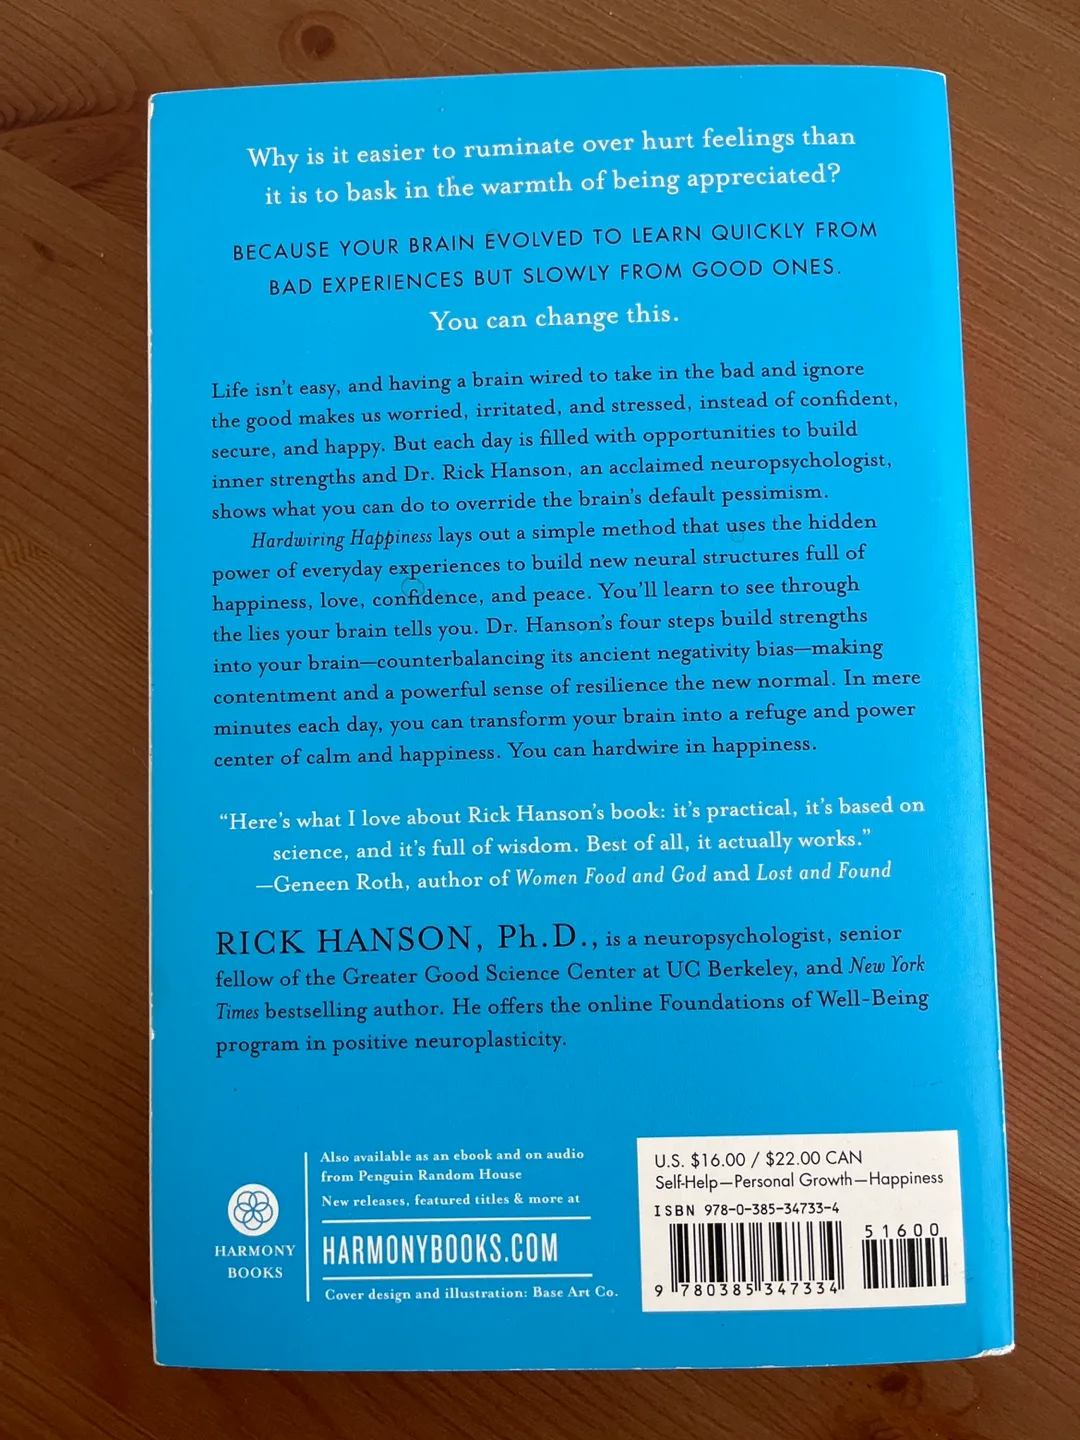 Why is it easier to ruminate over hurt feelings than
it is to bask in the warmth of being appreciated?
BECAUSE YOUR BRAIN EVOLVED TO LEARN QUICKLY FROM
BAD EXPERIENCES BUT SLOWLY FROM GOOD ONES.
You can change this.
Life isn't easy, and having a brain wired to take in the bad and ignore
the good makes us worried, irritated, and stressed, instead of confident,
secure, and happy. But each day is filled with opportunities to build
inner strengths and Dr. Rick Hanson, an acclaimed neuropsychologist,
shows what you can do to override the brain's default pessimism.
Hardwiring Happiness lays out a simple method that uses the hidden
power of everyday experiences to build new neural structures full of
happiness, love, confidence, and peace. You'll learn to see through
the lies your brain tells you. Dr. Hanson's four steps build strengths
into your brain—counterbalancing its ancient negativity bias—making
contentment and a powerful sense of resilience the new normal. In mere
minutes each day, you can transform your brain into a refuge and power
center of calm and happiness. You can hardwire in happiness.
"Here's what I love about Rick Hanson's book: it's practical, it's based on
science, and it's full of wisdom. Best of all, it actually works."
—Geneen Roth, author of Women Food and God and Lost and Found
RICK HANSON, Ph.D., is a neuropsychologist, senior
fellow of the Greater Good Science Center at UC Berkeley, and New York
Times bestselling author. He offers the online Foundations of Well-Being
program in positive neuroplasticity.
HARMONY
BOOKS
Also available as an ebook and on audio
from Penguin Random House
New releases, featured titles & more at
HARMONYBOOKS.COM
Cover design and illustration: Base Art Co.
U.S. $16.00 / $22.00 CAN
Self-Help—Personal Growth—Happiness
ISBN 978-0-385-34733-4
51600
9 780385 347334